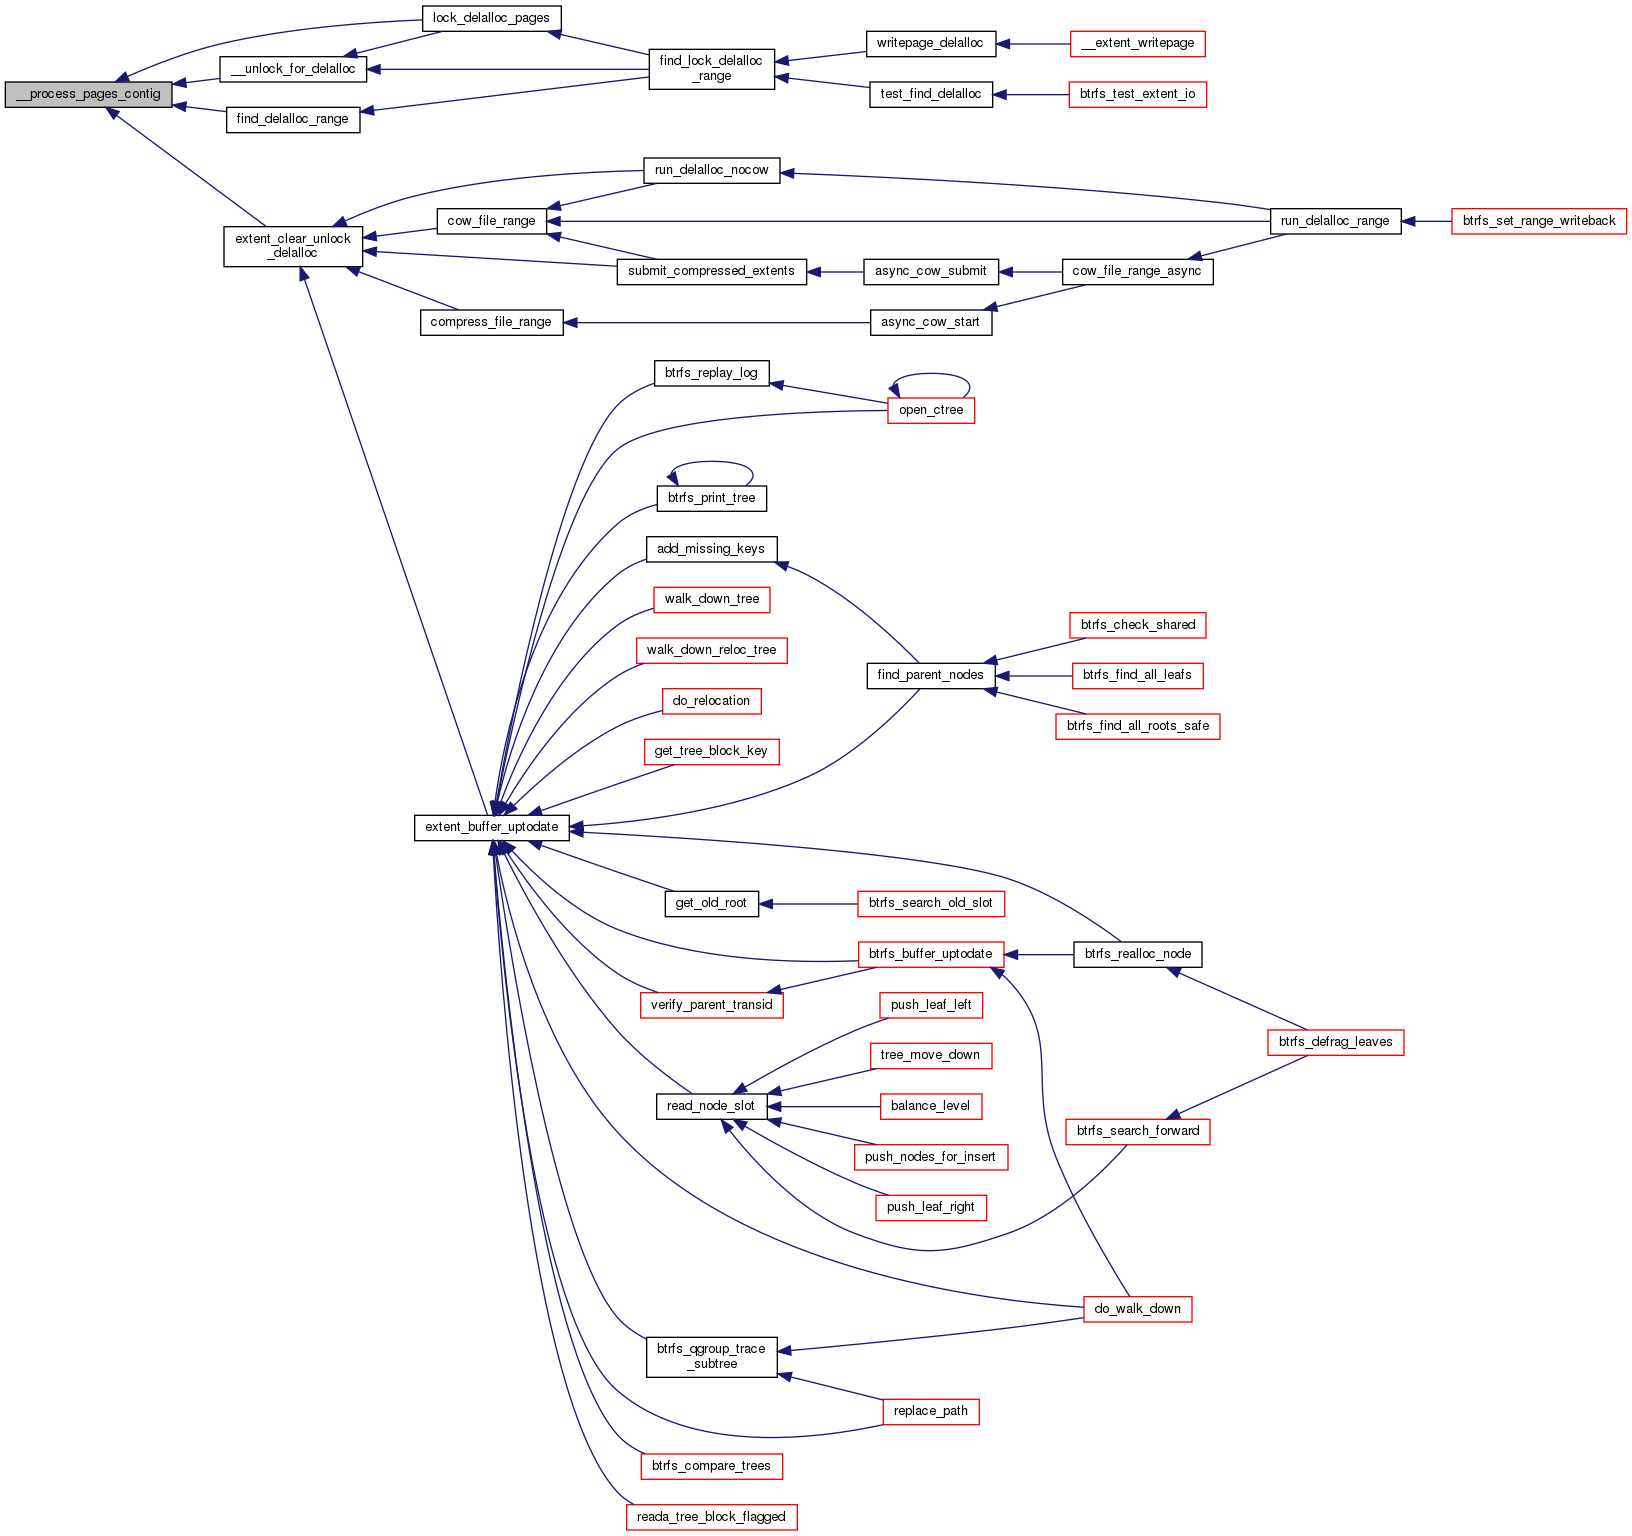 lock_delalloc_pages
writepage_delalloc
__extent_writepage
__unlock_for_delalloc
find_lock_delalloc
_range
__process_pages_contig
test_find_delalloc
btrfs_test_extent_io
find_delalloc_range
run_delalloc_nocow
cow_file_range
run_delalloc_range
btrfs_set_range_writeback
extent_clear_unlock
_delalloc
submit_compressed_extents
async_cow_submit
cow_file_range_async
compress_file_range
async_cow_start
btrfs_replay_log
open_ctree
btrfs_print_tree
add_missing_keys
walk_down_tree
btrfs_check_shared
walk_down_reloc_tree
find_parent_nodes
btrfs_find_all_leafs
do_relocation
btrfs_find_all_roots_safe
get_tree_block_key
extent_buffer_uptodate
get_old_root
btrfs_search_old_slot
btrfs_buffer_uptodate
btrfs_realloc_node
verify_parent_transid
push_leaf_left
btrfs_defrag_leaves
tree_move_down
read_node_slot
balance_level
btrfs_search_forward
push_nodes_for_insert
push_leaf_right
do_walk_down
btrfs_qgroup_trace
_subtree
replace_path
btrfs_compare_trees
reada_tree_block_flagged